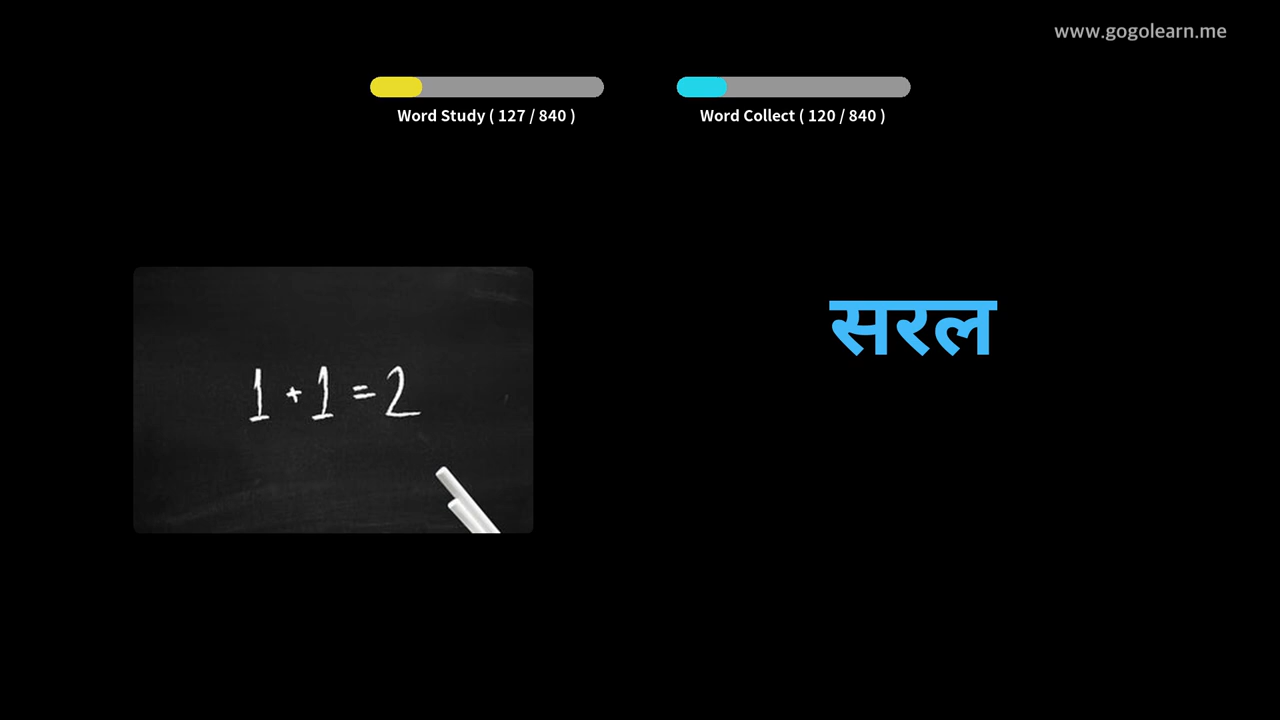 www.gogolearn.me
Word Study ( 127 / 840 )
Word Collect ( 120 / 840 )
सरल
1 + 1 = 2